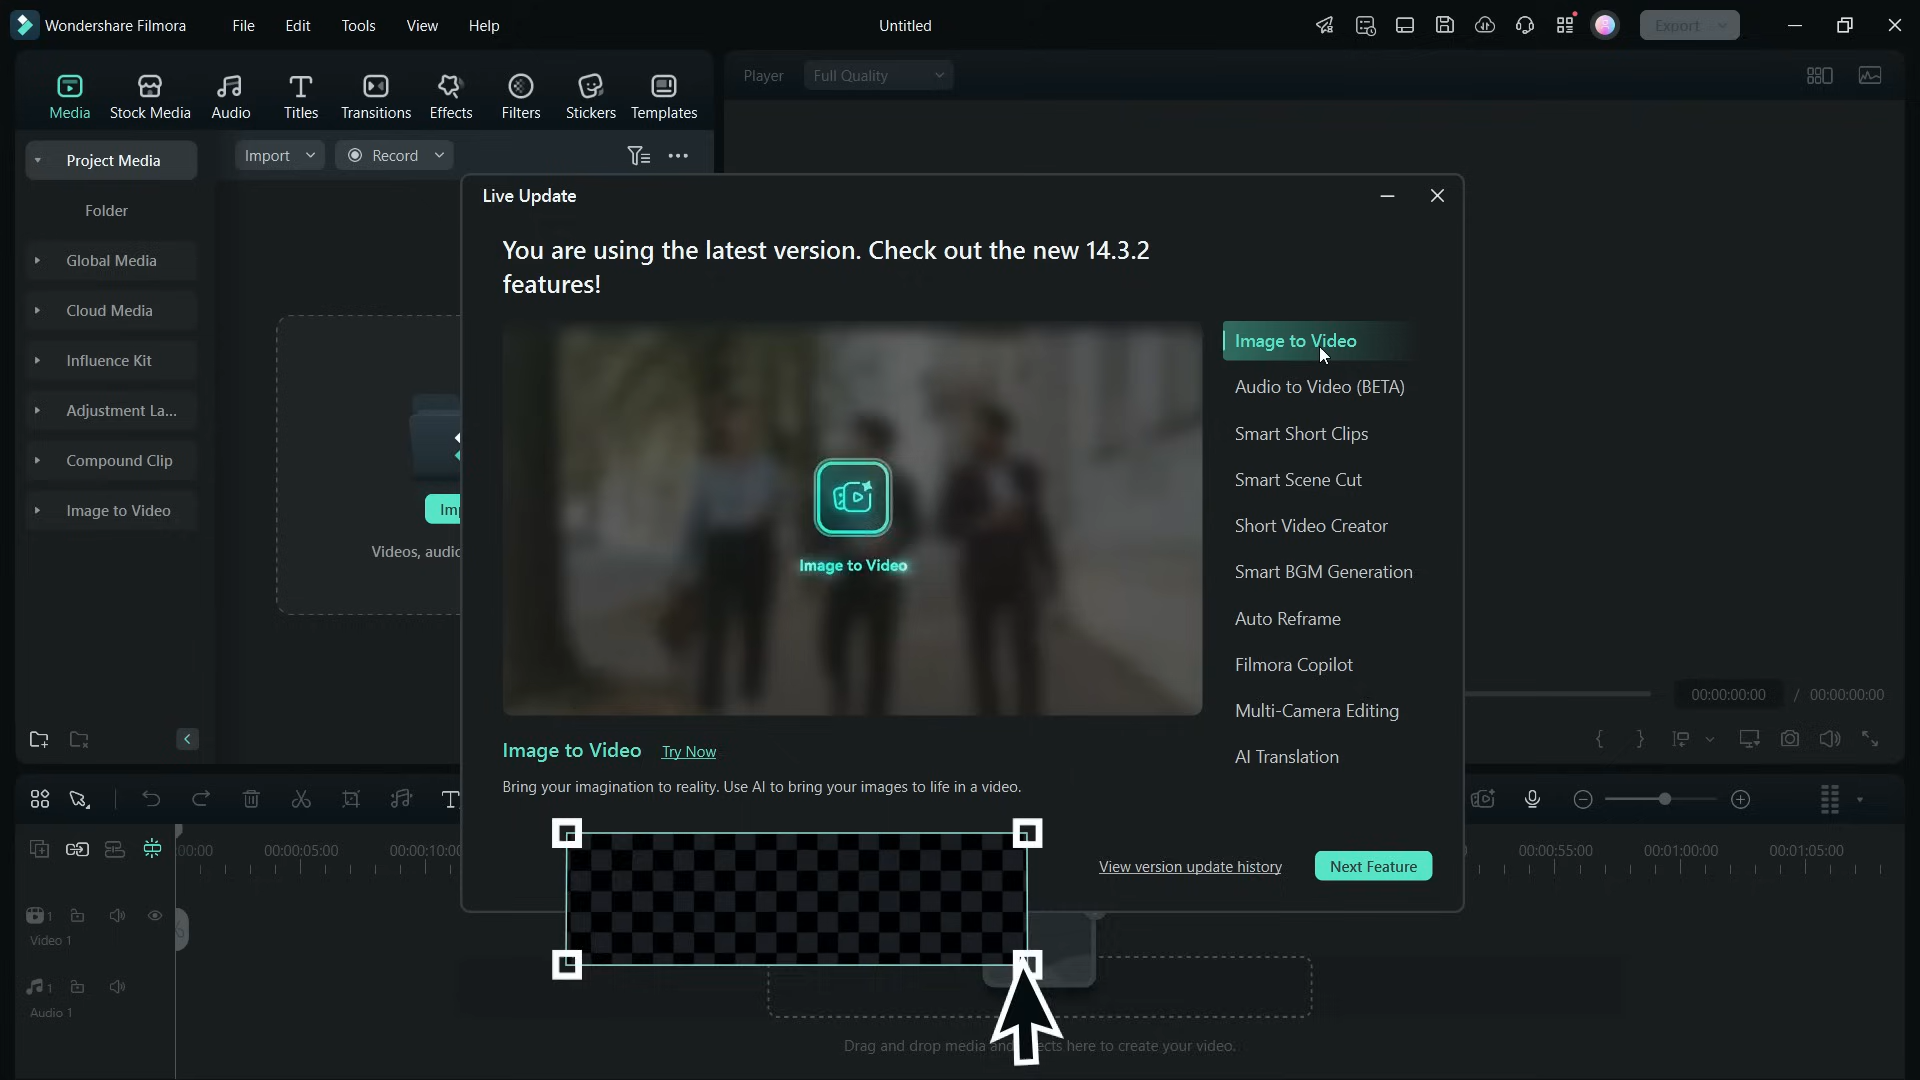 Wondershare Filmora
File
Edit
Tools
View
Help
Untitled
Export
Media
Stock Media
Audio
Titles
Transitions
Effects
Filters
Stickers
Templates
Player
Full Quality
Project Media
Import
Record
Folder
Global Media
Cloud Media
Influence Kit
Adjustment La...
Compound Clip
Image to Video
Live Update
You are using the latest version. Check out the new 14.3.2
features!
Image to Video
Image to Video
Audio to Video (BETA)
Smart Short Clips
Smart Scene Cut
Short Video Creator
Smart BGM Generation
Auto Reframe
Filmora Copilot
Multi-Camera Editing
AI Translation
Image to Video Try Now
Bring your imagination to reality. Use AI to bring your images to life in a video.
View version update history
Next Feature
00:00:00:00 / 00:00:00:00
:00:00
00:00:05:00
00:00:10:0
00:00:55:00
00:01:00:00
00:01:05:00
1
Video 1
1
Audio 1
Drag and drop media and here to create your video.